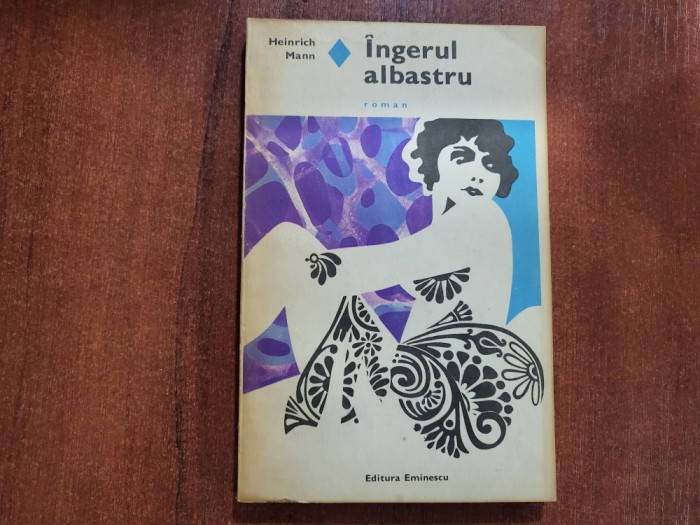 Heinrich
Mann
Îngerul
albastru
roman
Editura Eminescu